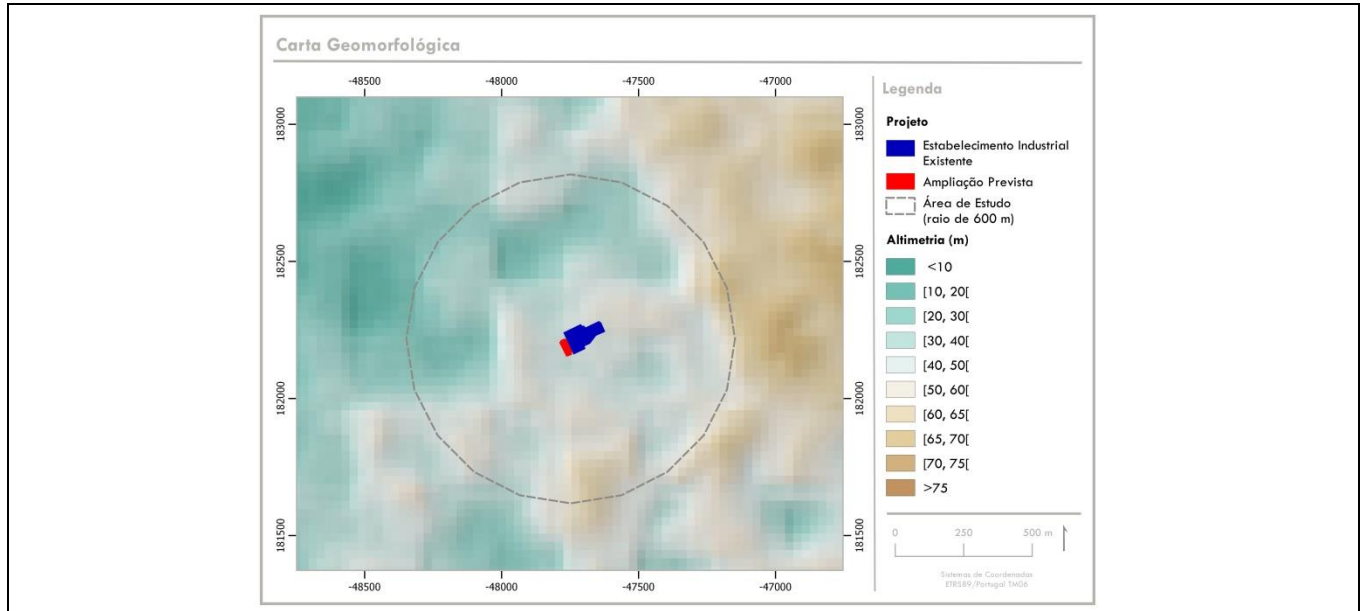 Carta Geomorfológica
-48500 -48000 -47500 -47000
183000 183000
182500 182500
182000 182000
181500 181500
-48500 -48000 -47500 -47000
Legenda
Projeto
Estabelecimento Industrial
Existente
Ampliação Prevista
Área de Estudo
(raio de 600 m)
Altimetria (m)
<10
[10, 20[
[20, 30[
[30, 40[
[40, 50[
[50, 60[
[60, 65[
[65, 70[
[70, 75[
>75
0 250 500 m
Sistemas de Coordenadas
ETRS89/Portugal TM06